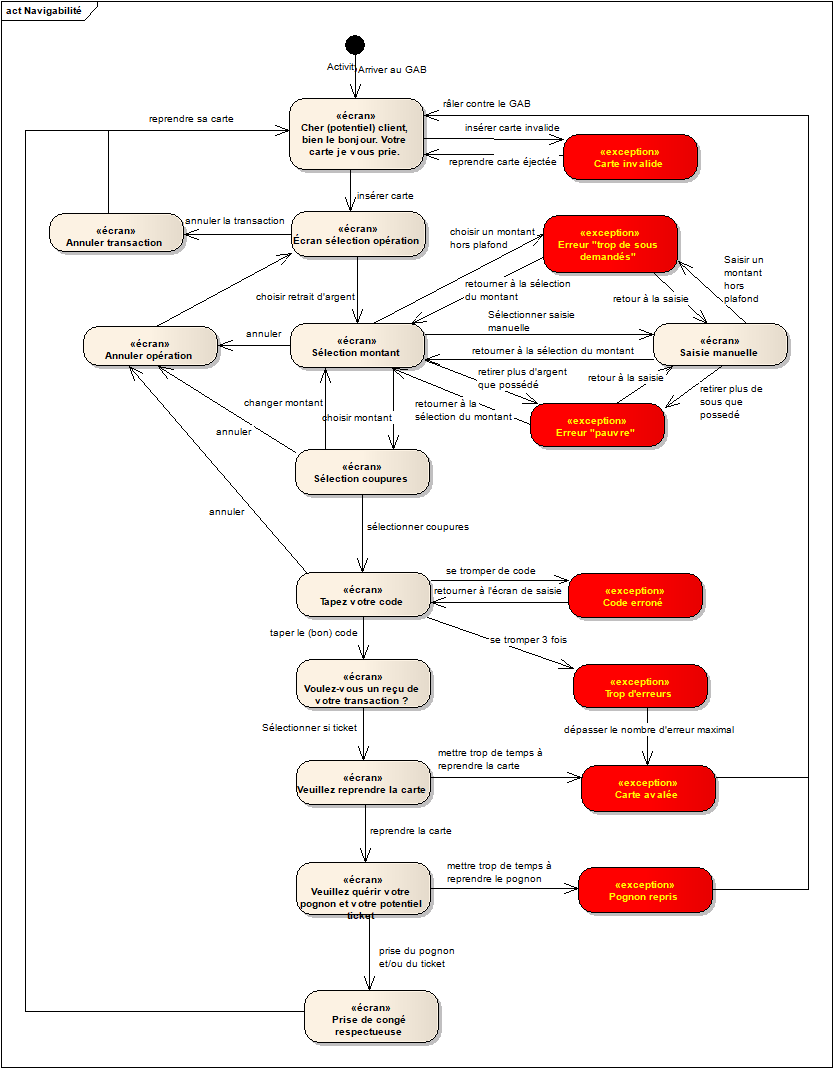 act Navigabilité
Activit
Arriver au GAB
«écran»
Cher (potentiel) client,
bien le bonjour. Votre
carte je vous prie.
râler contre le GAB
reprendre sa carte
insérer carte invalide
«exception»
Carte invalide
reprendre carte éjectée
insérer carte
«écran»
Annuler transaction
annuler la transaction
«écran»
Écran sélection opération
choisir un montant
hors plafond
«exception»
Erreur "trop de sous
demandés"
Saisir un
montant
hors
plafond
choisir retrait d'argent
retourner à la sélection
du montant
retour à la saisie
Sélectionner saisie
manuelle
«écran»
Annuler opération
annuler
«écran»
Sélection montant
retourner à la sélection du montant
«écran»
Saisie manuelle
retirer plus d'argent
que possédé
retour à la saisie
retirer plus de
sous que
possedé
changer montant
choisir montant
retourner à la
sélection du montant
«exception»
Erreur "pauvre"
annuler
«écran»
Sélection coupures
annuler
sélectionner coupures
«écran»
Tapez votre code
se tromper de code
retourner à l'écran de saisie
«exception»
Code erroné
taper le (bon) code
se tromper 3 fois
«écran»
Voulez-vous un reçu de
votre transaction ?
«exception»
Trop d'erreurs
Sélectionner si ticket
dépasser le nombre d'erreur maximal
«écran»
Veuillez reprendre la carte
mettre trop de temps à
reprendre la carte
«exception»
Carte avalée
reprendre la carte
«écran»
Veuillez quérir votre
pognon et votre potentiel
ticket
mettre trop de temps à
reprendre le pognon
«exception»
Pognon repris
prise du pognon
et/ou du ticket
«écran»
Prise de congé
respectueuse